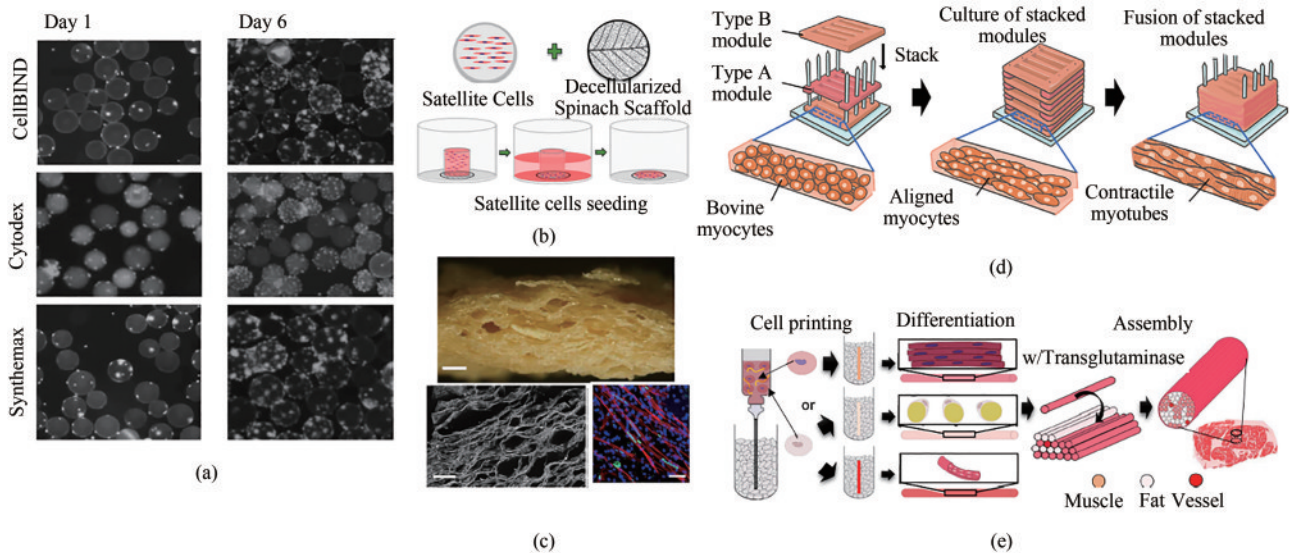 Day 1
Day 6
CellBIND
Cytodex
Synthemax
(a)
Satellite Cells
Decellularized
Spinach Scaffold
Satellite cells seeding
(b)
(c)
Type B
module
Type A
module
Stack
Culture of stacked
modules
Fusion of stacked
modules
Bovine
myocytes
Aligned
myocytes
Contractile
myotubes
(d)
Cell printing
or
Differentiation
Assembly
w/Transglutaminase
Muscle
Fat
Vessel
(e)